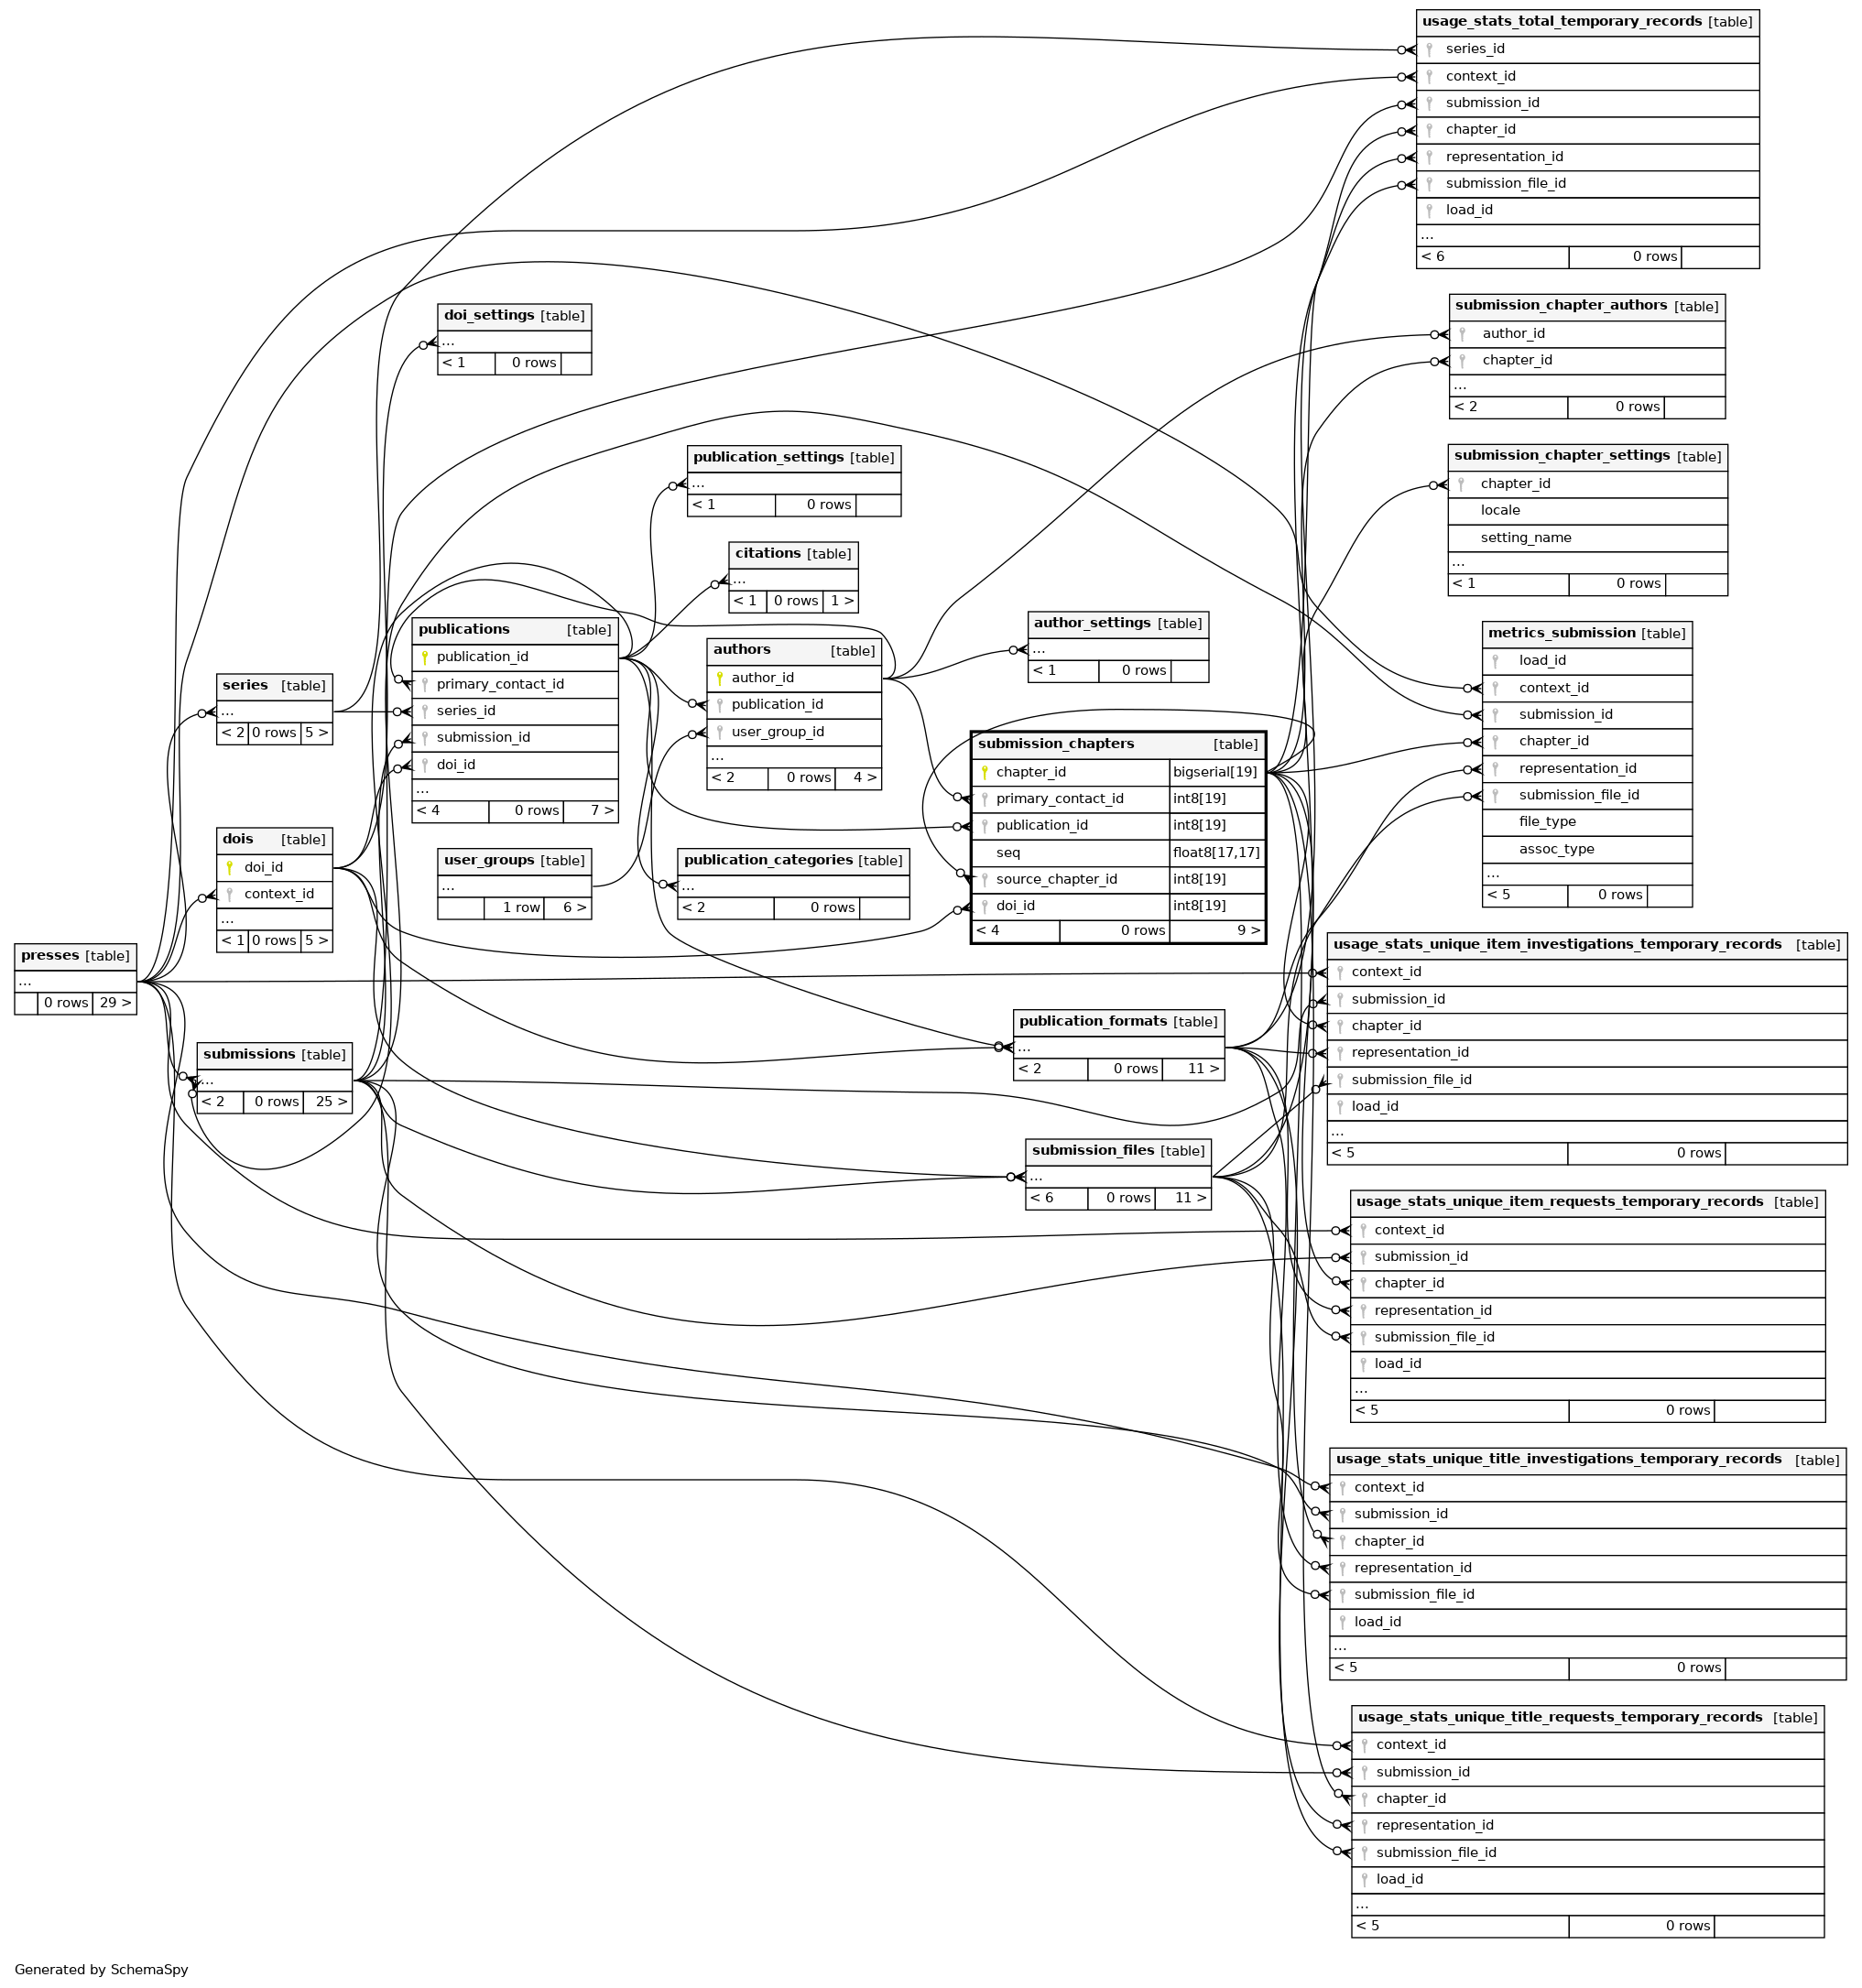 usage_stats_total_temporary_records [table]
series_id
context_id
submission_id
chapter_id
representation_id
submission_file_id
load_id
...
< 6 0 rows
submission_chapter_authors [table]
author_id
chapter_id
...
< 2 0 rows
doi_settings [table]
...
< 1 0 rows
publication_settings [table]
...
< 1 0 rows
submission_chapter_settings [table]
chapter_id
locale
setting_name
...
< 1 0 rows
citations [table]
...
< 1 0 rows 1 >
publications [table]
publication_id
primary_contact_id
series_id
submission_id
doi_id
...
< 4 0 rows 7 >
authors [table]
author_id
publication_id
user_group_id
...
< 2 0 rows 4 >
author_settings [table]
...
< 1 0 rows
metrics_submission [table]
load_id
context_id
submission_id
chapter_id
representation_id
submission_file_id
file_type
assoc_type
...
< 5 0 rows
series [table]
...
< 2 0 rows 5 >
submission_chapters [table]
chapter_id bigserial[19]
primary_contact_id int8[19]
publication_id int8[19]
seq float8[17,17]
source_chapter_id int8[19]
doi_id int8[19]
< 4 0 rows 9 >
dois [table]
doi_id
context_id
...
< 1 0 rows 5 >
user_groups [table]
...
1 row 6 >
publication_categories [table]
...
< 2 0 rows
presses [table]
...
0 rows 29 >
usage_stats_unique_item_investigations_temporary_records [table]
context_id
submission_id
chapter_id
representation_id
submission_file_id
load_id
...
< 5 0 rows
publication_formats [table]
...
< 2 0 rows 11 >
submissions [table]
...
< 2 0 rows 25 >
submission_files [table]
...
< 6 0 rows 11 >
usage_stats_unique_item_requests_temporary_records [table]
context_id
submission_id
chapter_id
representation_id
submission_file_id
load_id
...
< 5 0 rows
usage_stats_unique_title_investigations_temporary_records [table]
context_id
submission_id
chapter_id
representation_id
submission_file_id
load_id
...
< 5 0 rows
usage_stats_unique_title_requests_temporary_records [table]
context_id
submission_id
chapter_id
representation_id
submission_file_id
load_id
...
< 5 0 rows
Generated by SchemaSpy